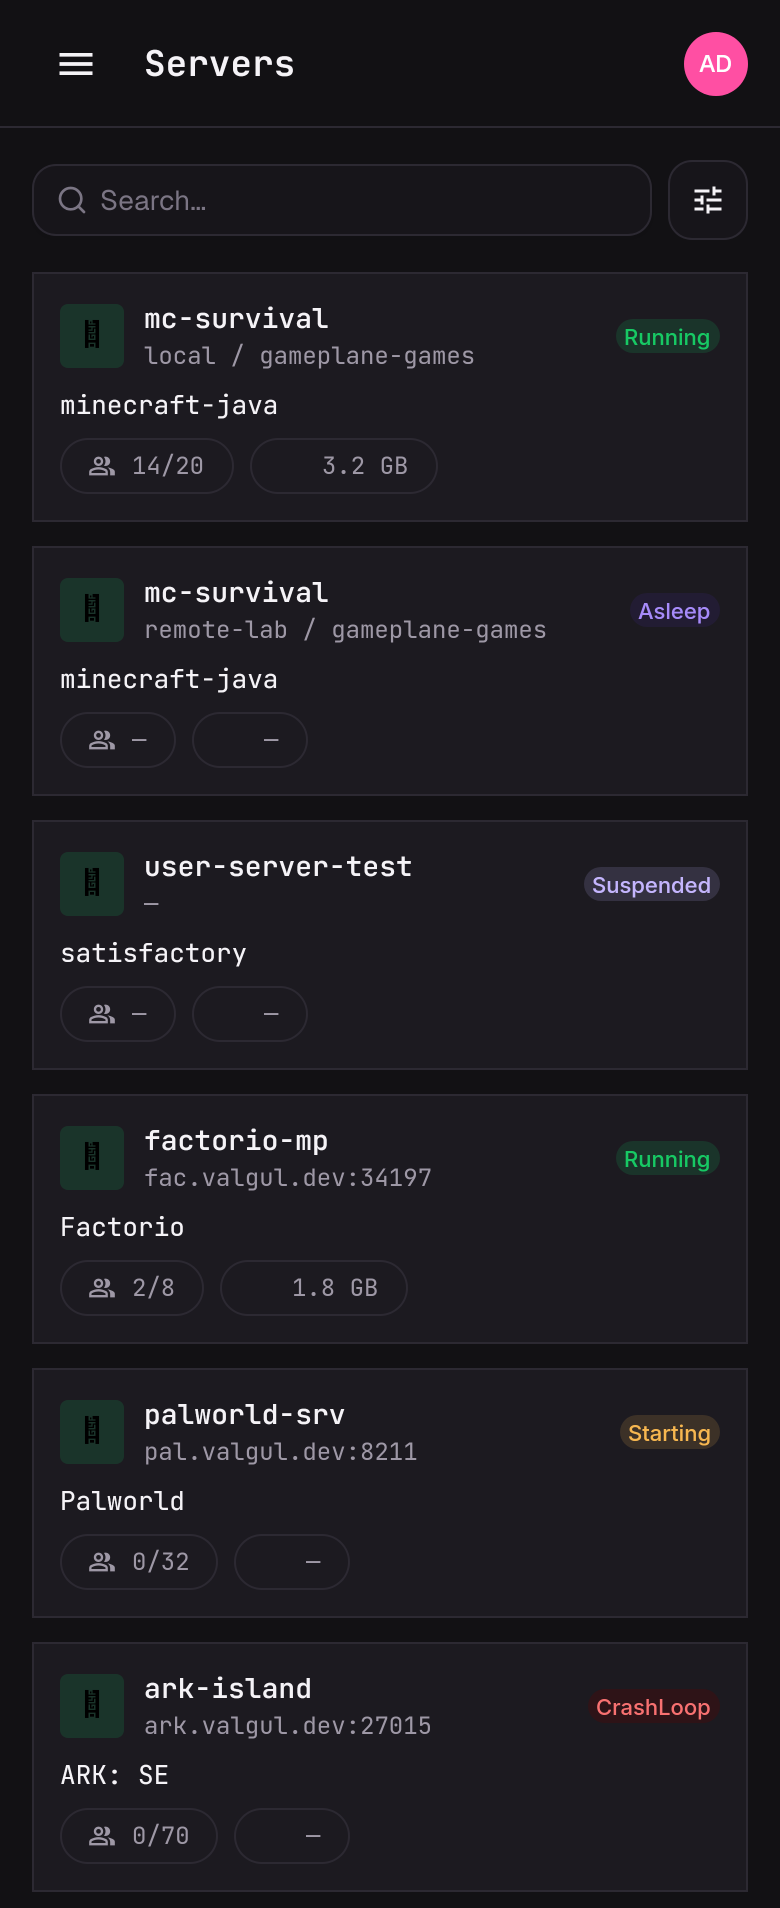 Servers
AD
Search…
mc-survival
Running
local / gameplane-games
minecraft-java
14/20
3.2 GB
mc-survival
Asleep
remote-lab / gameplane-games
minecraft-java
—
—
user-server-test
Suspended
—
satisfactory
—
—
factorio-mp
Running
fac.valgul.dev:34197
Factorio
2/8
1.8 GB
palworld-srv
Starting
pal.valgul.dev:8211
Palworld
0/32
—
ark-island
CrashLoop
ark.valgul.dev:27015
ARK: SE
0/70
—